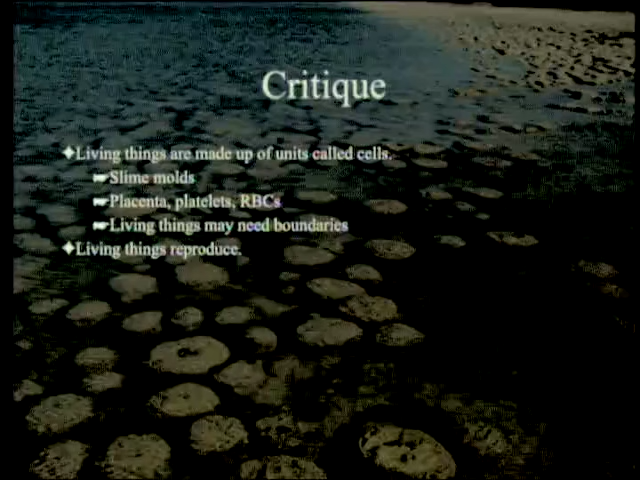 Critique
Living things are made up of units called cells.
Slime molds
Placenta, platelets, RBCs
Living things may need boundaries
Living things reproduce.